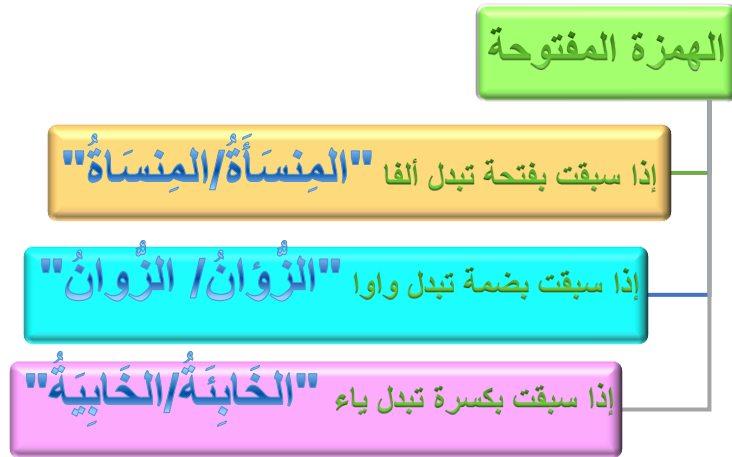 الهمزة المفتوحة
إذا سبقت بفتحة تبدل ألفا "المِنسَأَةُ/المِنسَاةُ"
إذا سبقت بضمة تبدل واوا "الزُّؤانُ/ الزُّوانُ"
إذا سبقت بكسرة تبدل ياء "الخَابِئَةُ/الخَابِيَةُ"